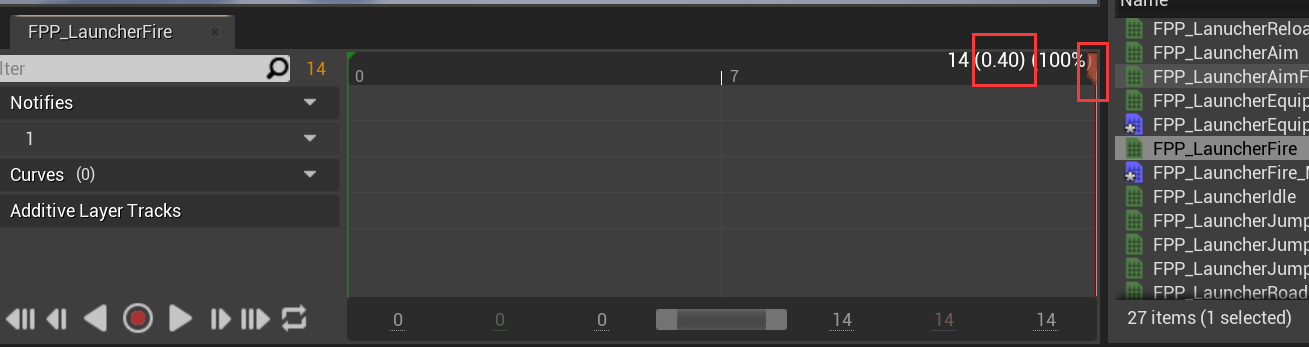 Name
FPP_LauncherFire
lter
14
0
7
14 (0.40) (100%)
Notifies
1
Curves (0)
Additive Layer Tracks
0
0
0
14
14
14
FPP_LanucherReloa
FPP_LauncherAim
FPP_LauncherAimF
FPP_LauncherEquip
FPP_LauncherEquip
FPP_LauncherFire
FPP_LauncherFire_M
FPP_LauncherIdle
FPP_LauncherJump
FPP_LauncherJump
FPP_LauncherJump
FPP_LauncherRoad
27 items (1 selected)